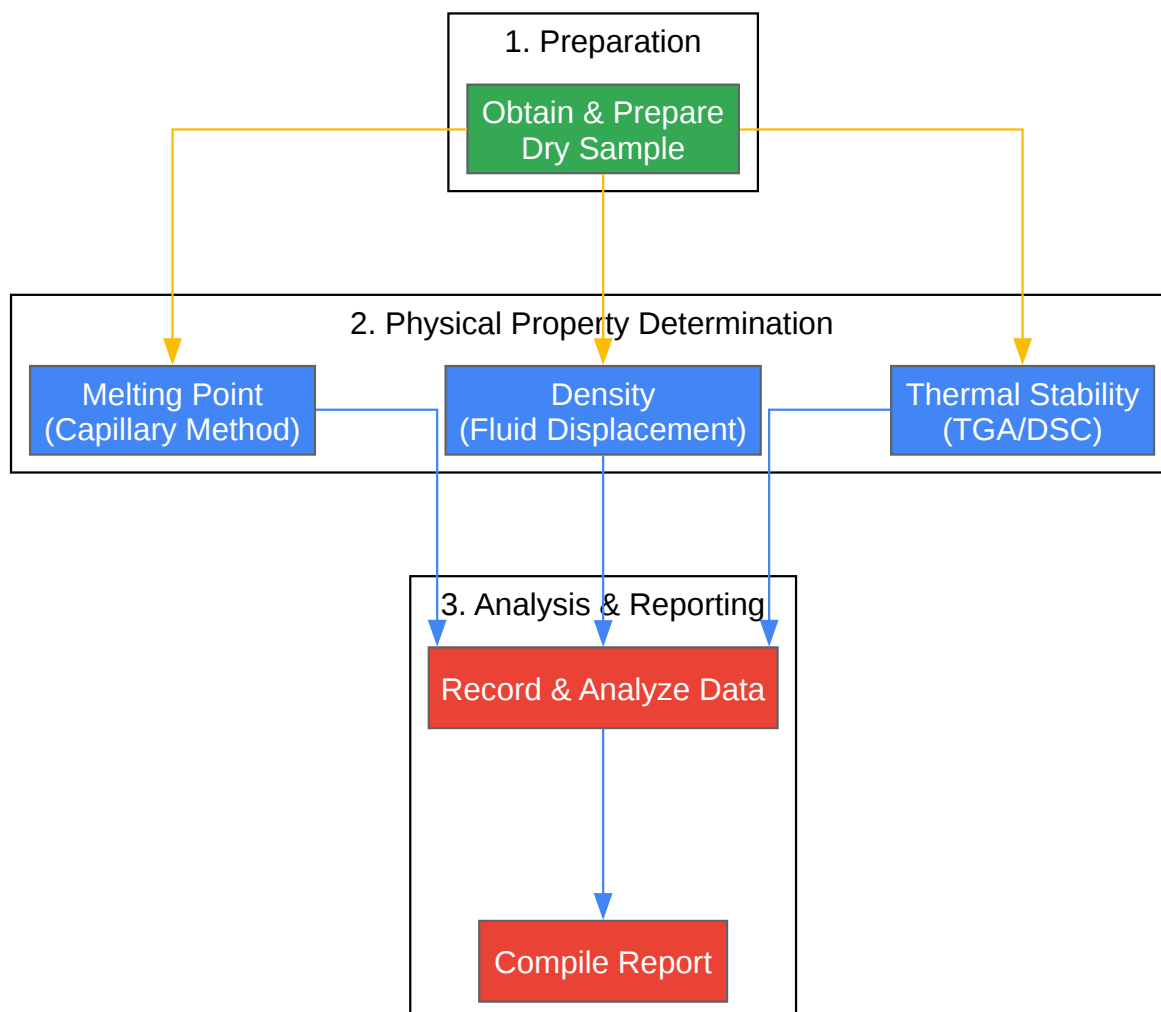 1. Preparation
Obtain & Prepare
Dry Sample
2. Physical Property Determination
Melting Point
(Capillary Method)
Density
(Fluid Displacement)
Thermal Stability
(TGA/DSC)
3. Analysis & Reporting
Record & Analyze Data
Compile Report